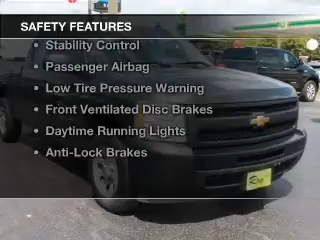 SAFETY FEATURES
• Stability Control
• Passenger Airbag
• Low Tire Pressure Warning
• Front Ventilated Disc Brakes
• Daytime Running Lights
• Anti-Lock Brakes